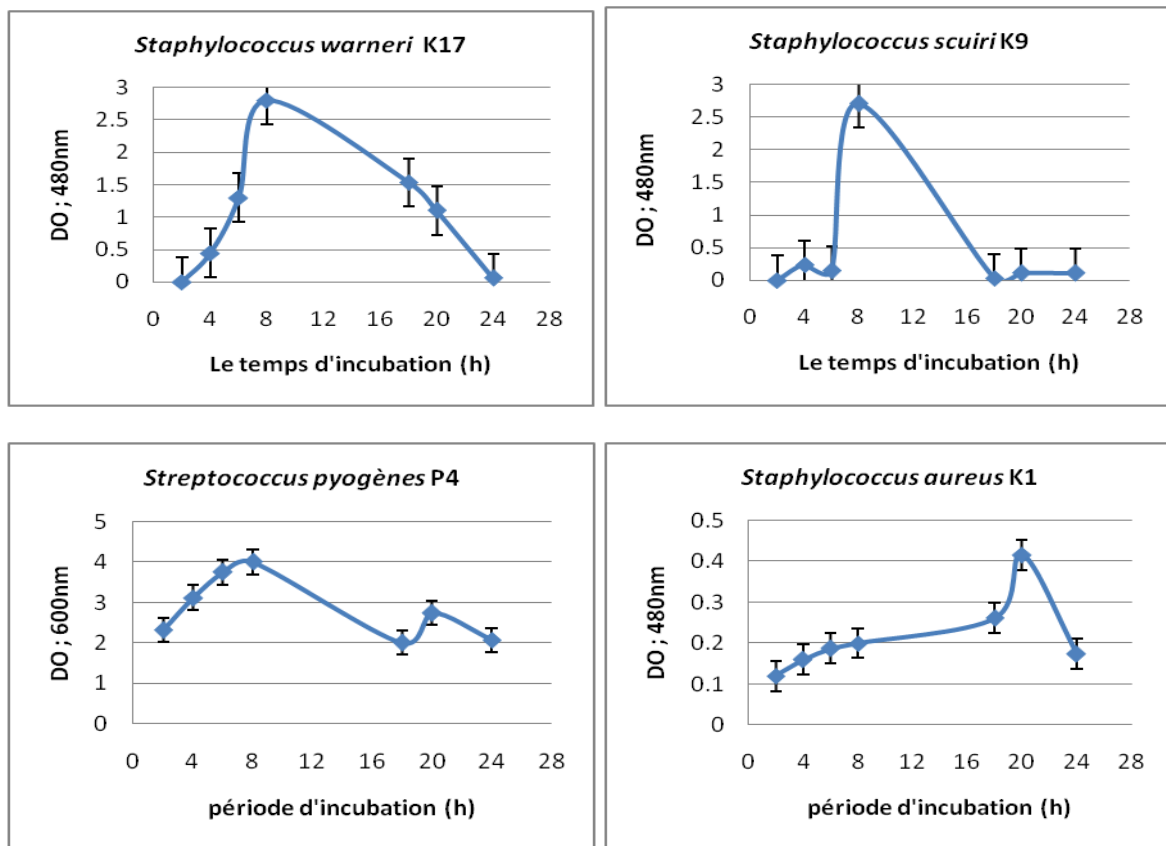 Staphylococcus warneri K17
DO ; 480nm
3
2.5
2
1.5
1
0.5
0
0 4 8 12 16 20 24 28
Le temps d'incubation (h)
Staphylococcus scuiri K9
DO ; 480nm
3
2.5
2
1.5
1
0.5
0
0 4 8 12 16 20 24 28
Le temps d'incubation (h)
Streptococcus pyogènes P4
DO ; 600nm
5
4
3
2
1
0
0 4 8 12 16 20 24 28
période d'incubation (h)
Staphylococcus aureus K1
DO ; 480nm
0.5
0.4
0.3
0.2
0.1
0
0 4 8 12 16 20 24 28
période d'incubation (h)